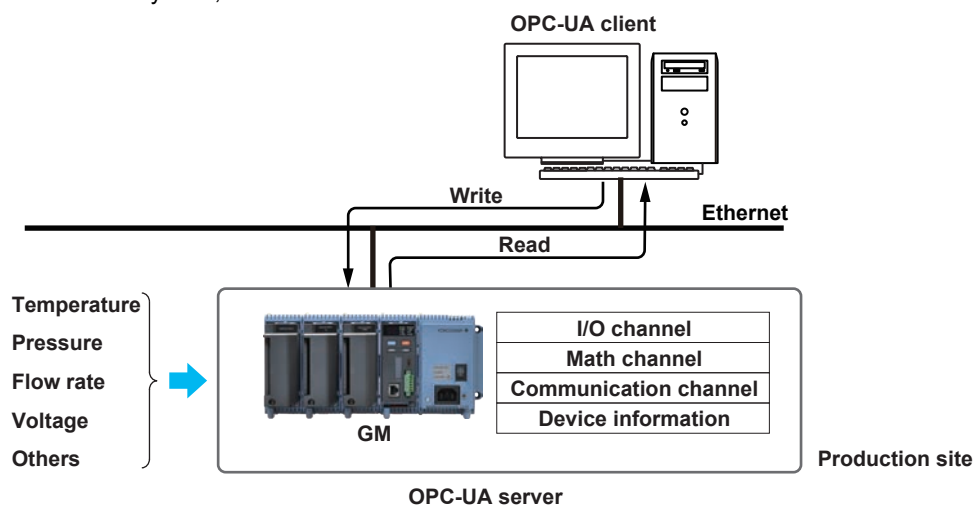 OPC-UA client
Write
Ethernet
Read
Temperature
Pressure
Flow rate
Voltage
Others
I/O channel
Math channel
Communication channel
Device information
GM
Production site
OPC-UA server